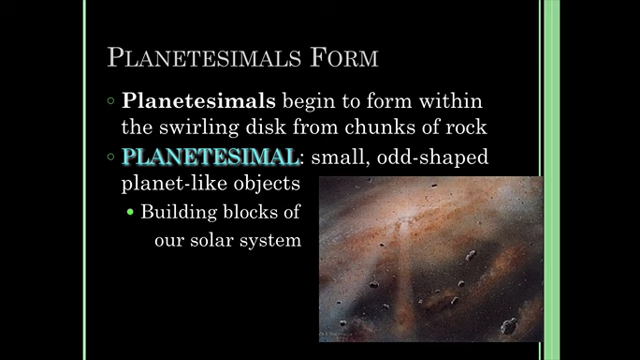 Planetesimals Form
Planetesimals begin to form within
the swirling disk from chunks of rock
PLANETESIMAL: small, odd-shaped
planet-like objects
Building blocks of
our solar system